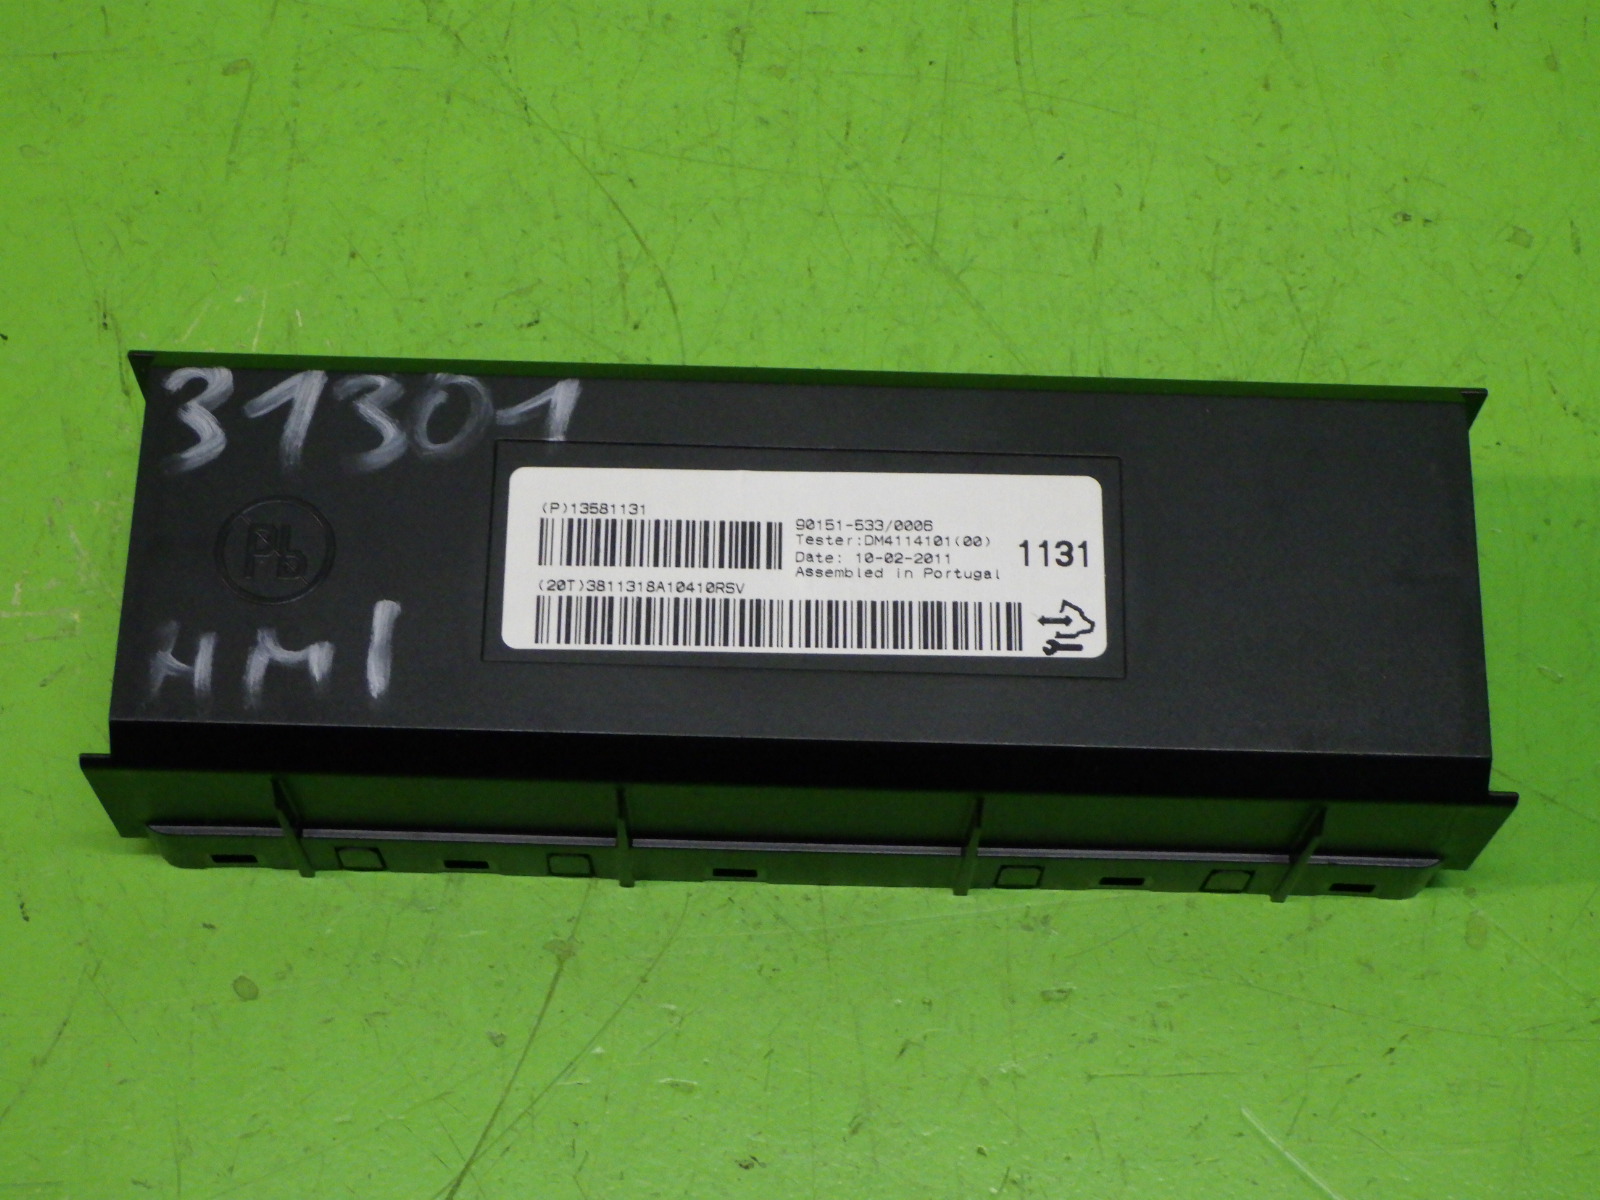 31301
Pb
HMI
(P)13581131
90151-533/0006
Tester:DM4114101(00)
Date: 10-02-2011
Assembled in Portugal
1131
(20T)3811318A10410RSV